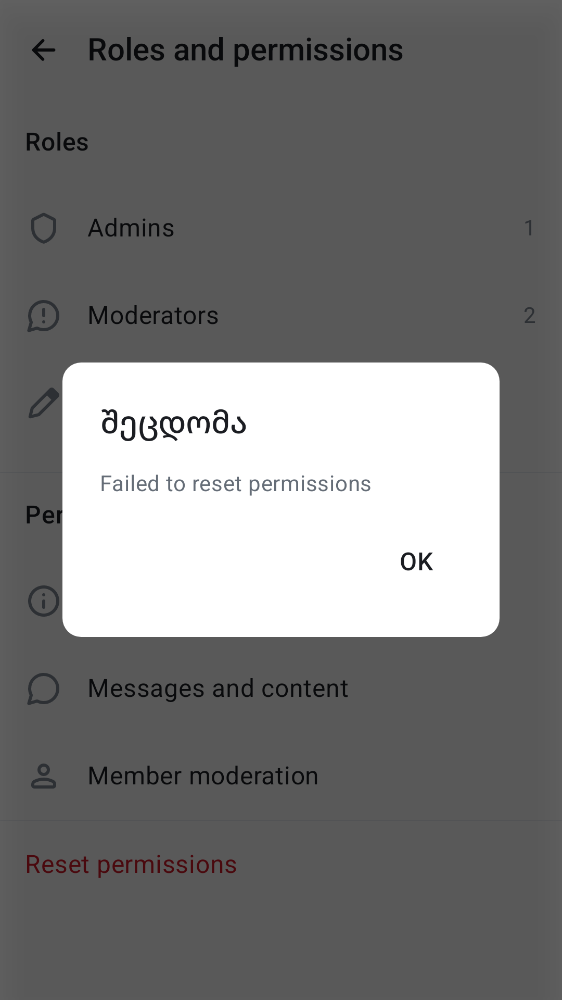 Roles and permissions
Roles
Admins 1
Moderators 2
შეცდომა
Failed to reset permissions
OK
Messages and content
Member moderation
Reset permissions